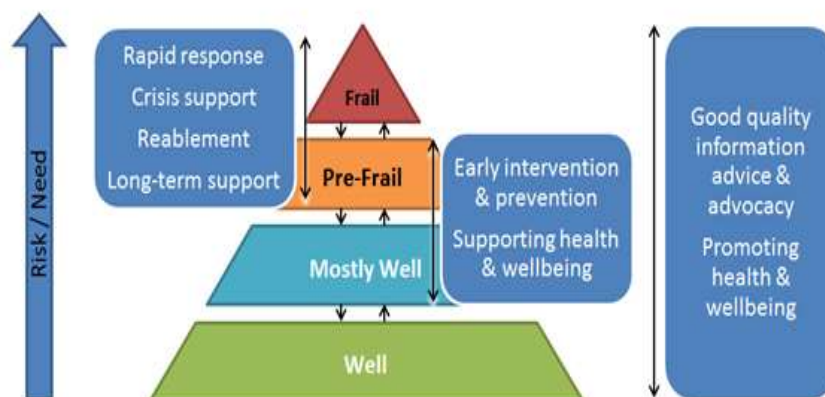 Risk / Need
Rapid response
Crisis support
Reablement
Long-term support
Frail
Pre-Frail
Mostly Well
Well
Early intervention
& prevention
Supporting health
& wellbeing
Good quality
information
advice &
advocacy
Promoting
health &
wellbeing